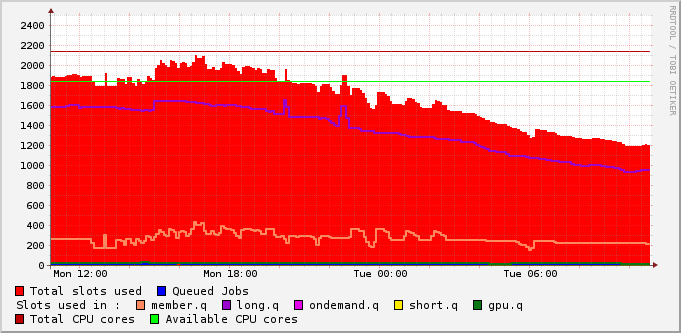 2400
2200
2000
1800
1600
1400
1200
1000
800
600
400
200
0
Mon 12:00 Mon 18:00 Tue 00:00 Tue 06:00
RRDTOOL / TOBI OETIKER
Total slots used Queued Jobs
Slots used in : member.q long.q ondemand.q short.q gpu.q
Total CPU cores Available CPU cores